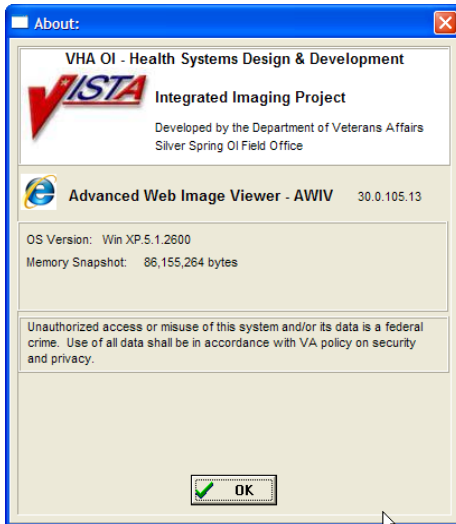 About:
VHA OI - Health Systems Design & Development
VISTA
Integrated Imaging Project
Developed by the Department of Veterans Affairs
Silver Spring OI Field Office
Advanced Web Image Viewer - AWIV 30.0.105.13
OS Version: Win XP.5.1.2600
Memory Snapshot: 86,155,264 bytes
Unauthorized access or misuse of this system and/or its data is a federal
crime. Use of all data shall be in accordance with VA policy on security
and privacy.
OK